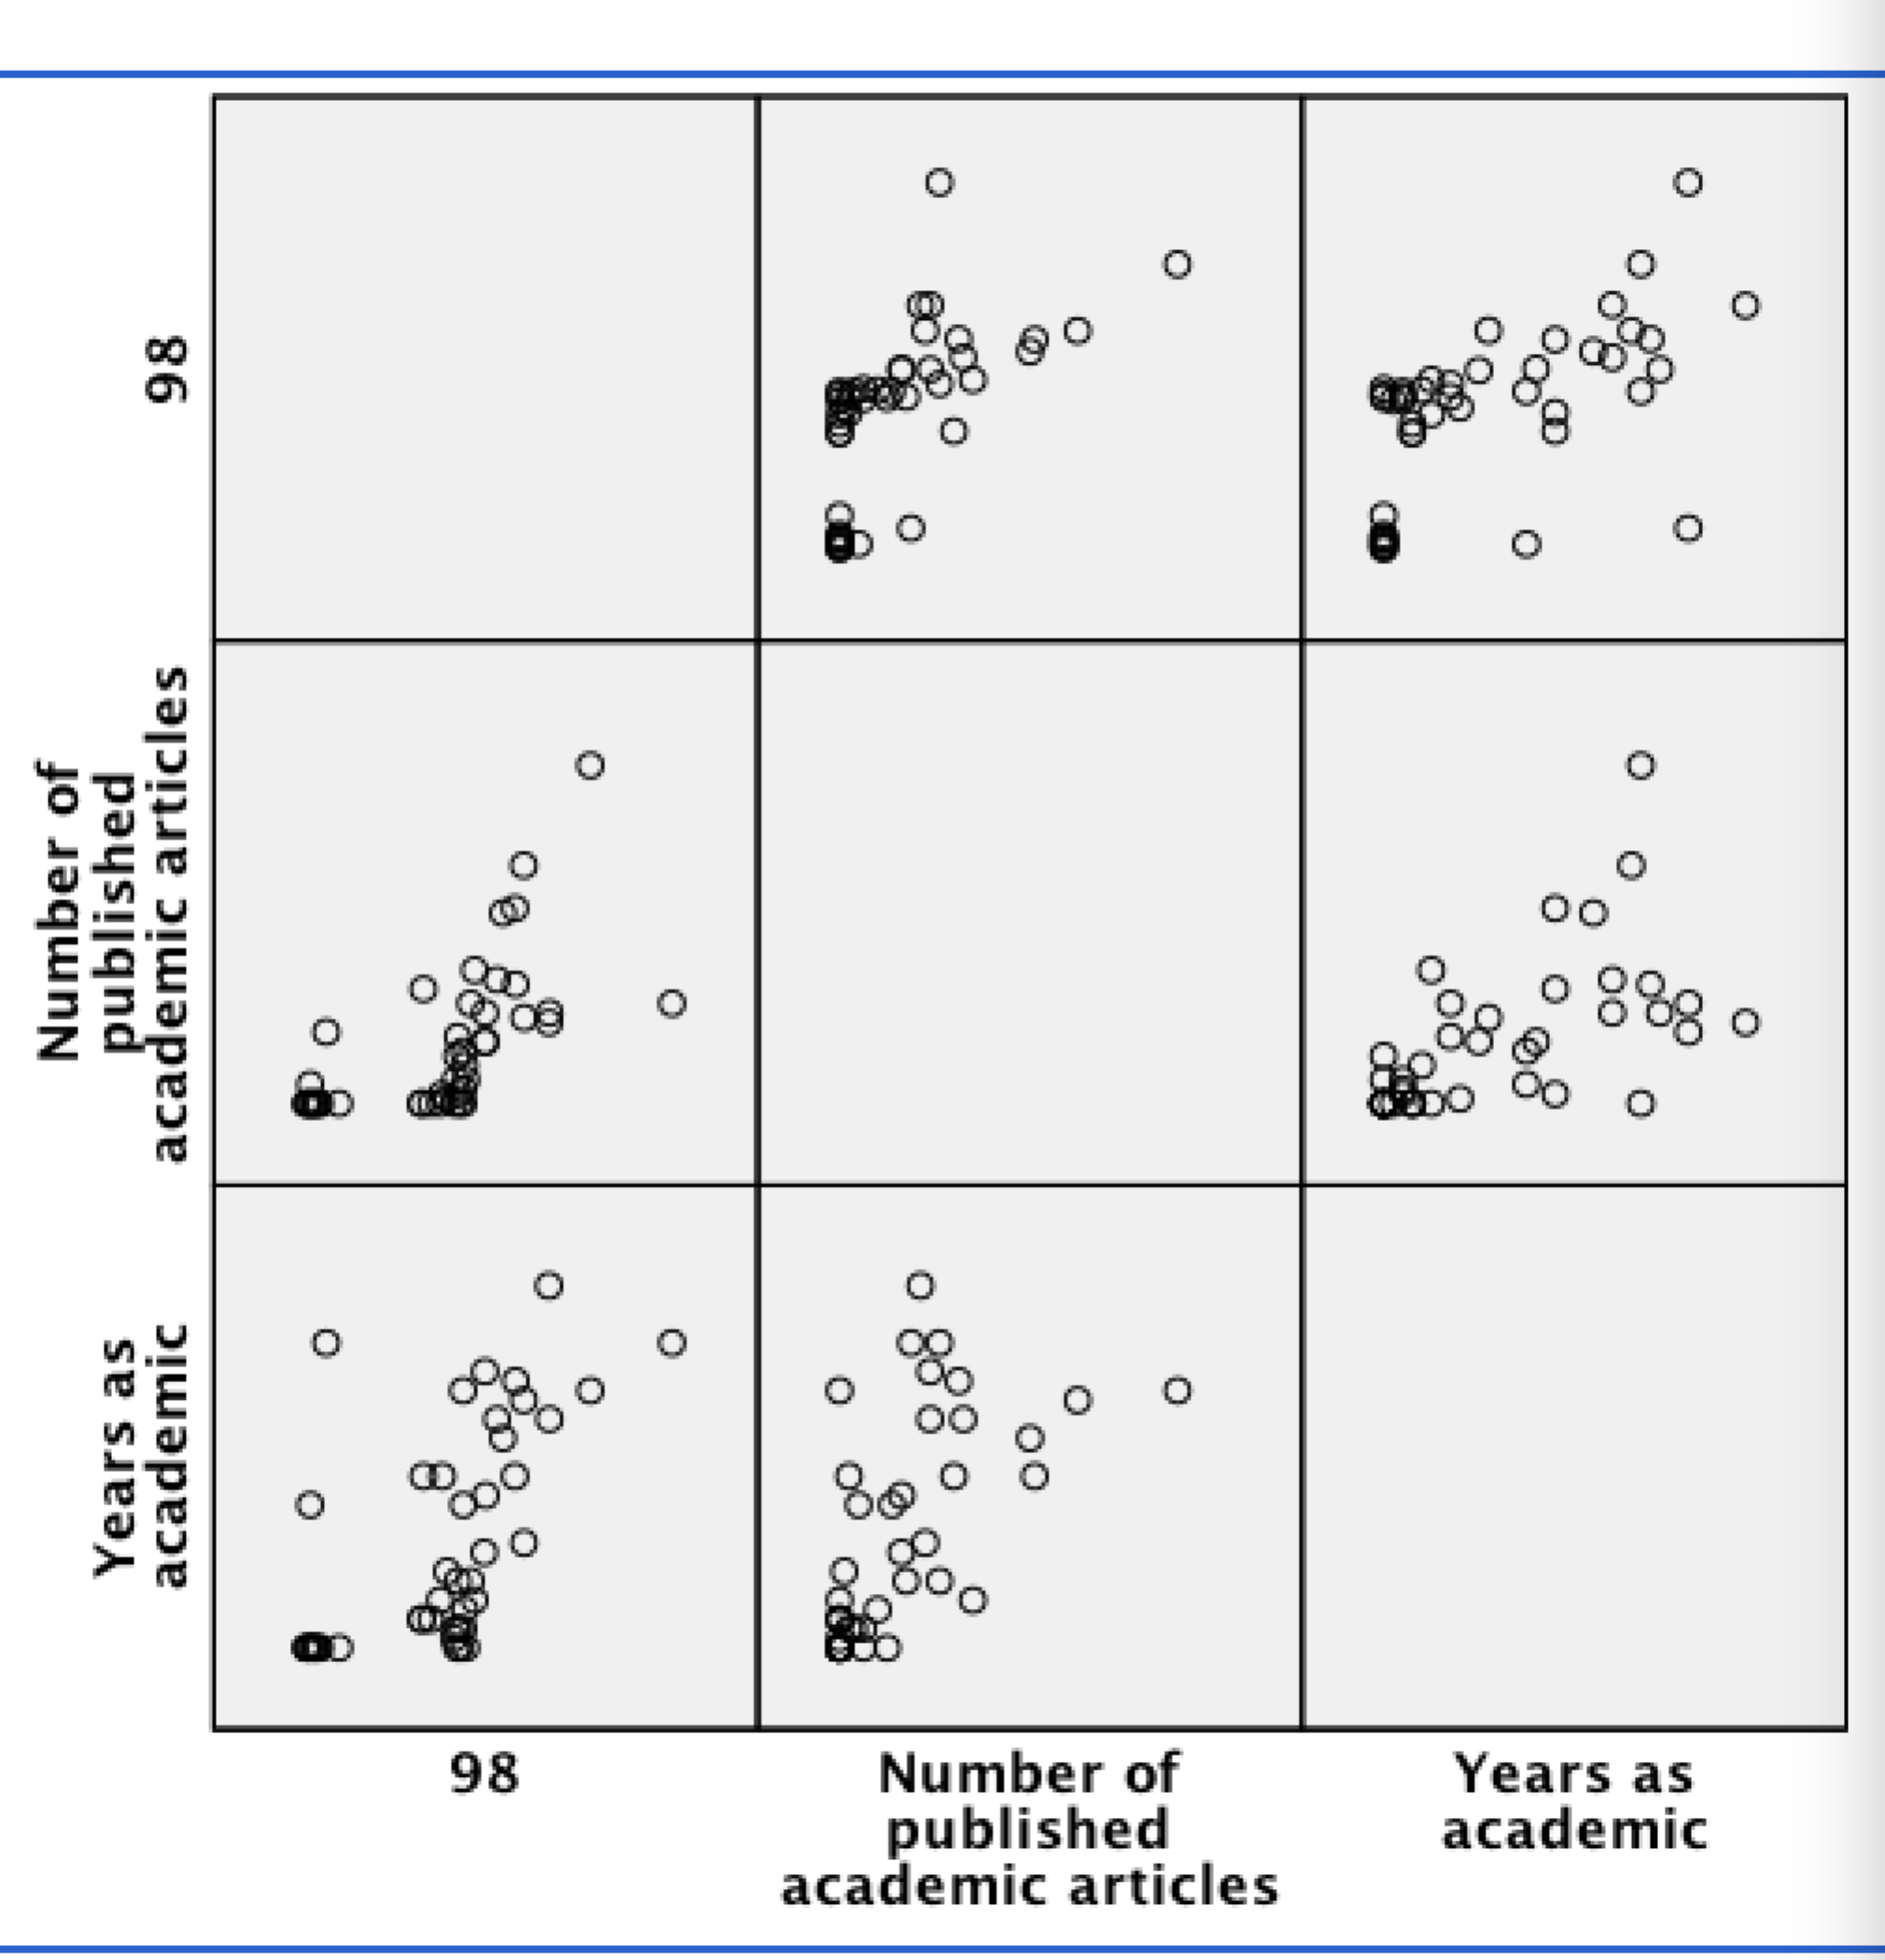 98
Number of
published
academic articles
Years as
academic
98
Number of
published
academic articles
Years as
academic